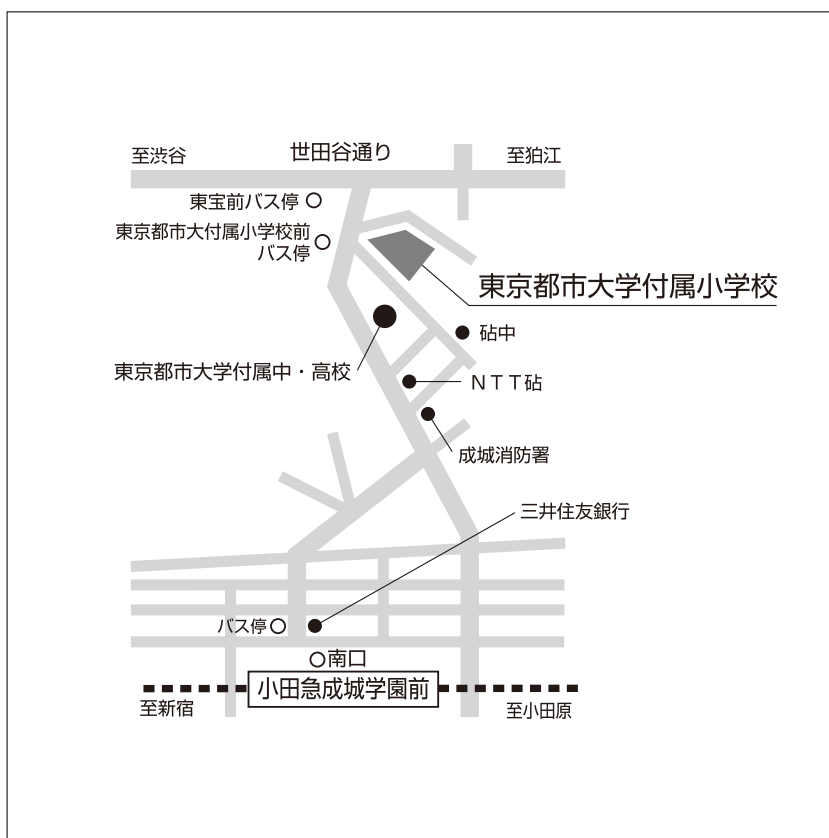 至渋谷
世田谷通り
至狛江
東宝前バス停
東京都市大付属小学校前
バス停
東京都市大学付属小学校
砧中
東京都市大学付属中・高校
NTT砧
成城消防署
三井住友銀行
バス停
南口
小田急成城学園前
至新宿
至小田原